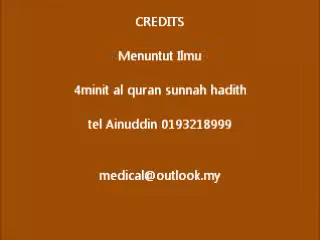 CREDITS
Menuntut Ilmu
4minit al quran sunnah hadith
tel Ainuddin 0193218999
medical@outlook.my